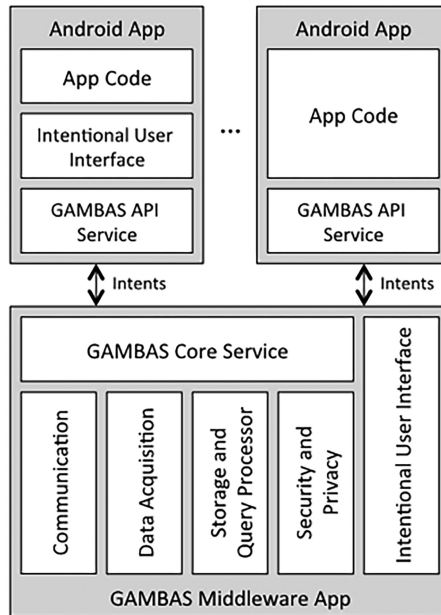 Android App
App Code
Intentional User
Interface
GAMBAS API
Service
...
Android App
App Code
GAMBAS API
Service
Intents
Intents
GAMBAS Core Service
Communication
Data Acquisition
Storage and
Query Processor
Security and
Privacy
Intentional User Interface
GAMBAS Middleware App